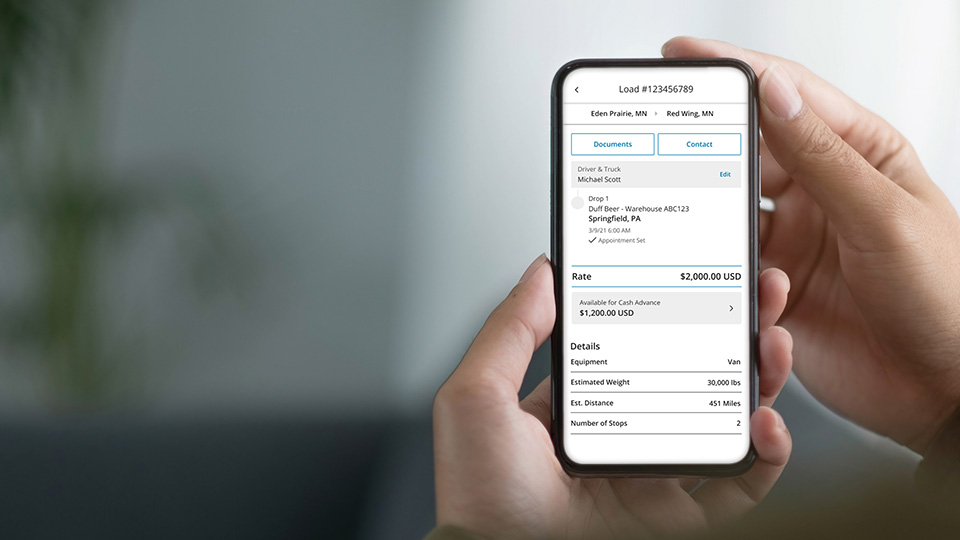 Load #123456789
Eden Prairie, MN > Red Wing, MN
Documents Contact
Driver & Truck
Michael Scott Edit
Drop 1
Duff Beer - Warehouse ABC123
Springfield, PA
3/9/21 6:00 AM
Appointment Set
Rate $2,000.00 USD
Available for Cash Advance
$1,200.00 USD
Details
Equipment Van
Estimated Weight 30,000 lbs
Est. Distance 451 Miles
Number of Stops 2